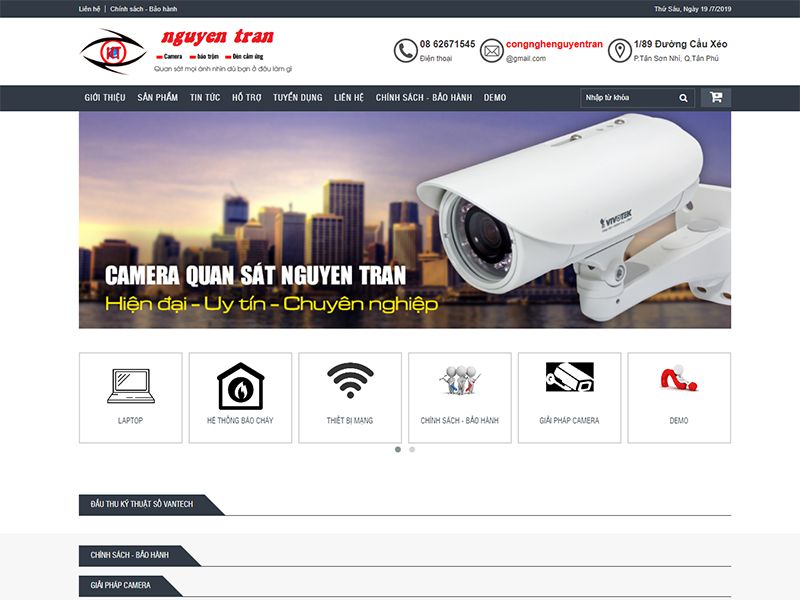 Liên hệ | Chính sách - Bảo hành
Thứ Sáu, Ngày 19 /7/2019
nguyen tran
Camera báo trộm Đèn cảm ứng
Quan sát mọi ảnh nhìn dù bạn ở đâu làm gì
08 62671545
Điện thoại
congnghenguyentran
@gmail.com
1/89 Đường Cầu Xéo
P.Tân Sơn Nhì, Q.Tân Phú
GIỚI THIỆU SẢN PHẨM TIN TỨC HỖ TRỢ TUYỂN DỤNG LIÊN HỆ CHÍNH SÁCH - BẢO HÀNH DEMO
Nhập từ khóa
VIVOTEK
CAMERA QUAN SÁT NGUYEN TRAN
Hiện đại - Uy tín - Chuyên nghiệp
LAPTOP
HỆ THỐNG BÁO CHÁY
THIẾT BỊ MẠNG
CHÍNH SÁCH - BẢO HÀNH
GIẢI PHÁP CAMERA
DEMO
ĐẦU THU KỸ THUẬT SỐ VANTECH
CHÍNH SÁCH - BẢO HÀNH
GIẢI PHÁP CAMERA